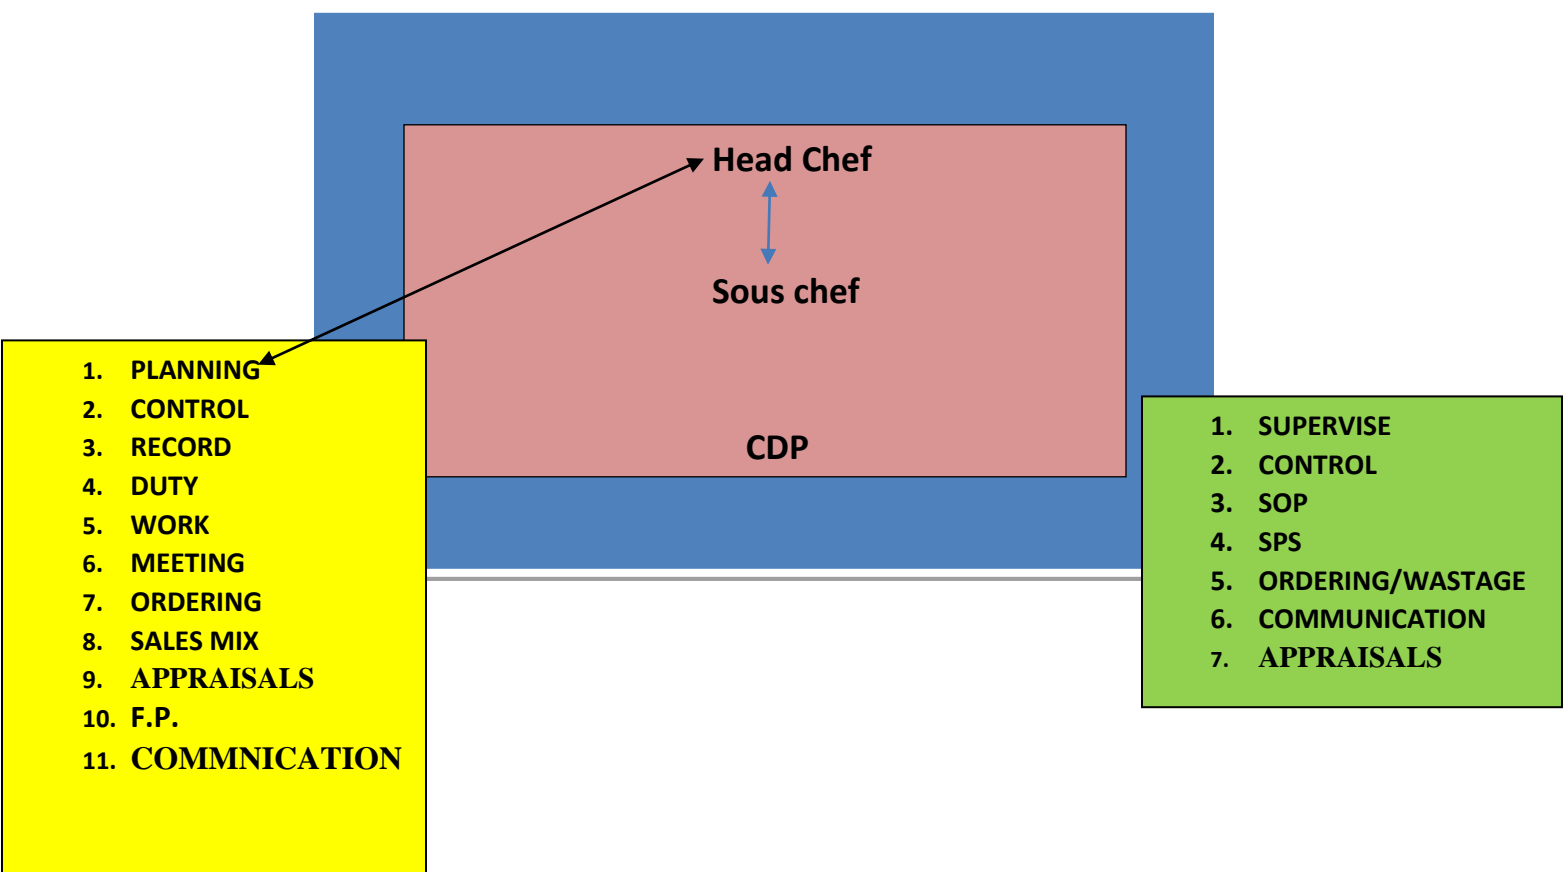 Head Chef
Sous chef
CDP
1. PLANNING
2. CONTROL
3. RECORD
4. DUTY
5. WORK
6. MEETING
7. ORDERING
8. SALES MIX
9. APPRAISALS
10. F.P.
11. COMMNICATION
1. SUPERVISE
2. CONTROL
3. SOP
4. SPS
5. ORDERING/WASTAGE
6. COMMUNICATION
7. APPRAISALS